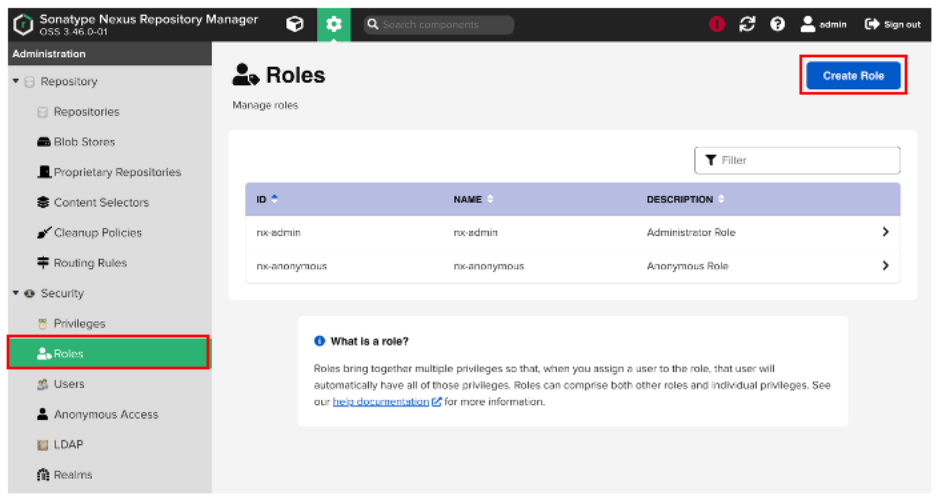 Sonatype Nexus Repository Manager
OSS 3.46.0-01
Search components
admin
Sign out
Administration
Repository
Repositories
Blob Stores
Proprietary Repositories
Content Selectors
Cleanup Policies
Routing Rules
Security
Privileges
Roles
Users
Anonymous Access
LDAP
Realms
Roles
Create Role
Manage roles
Filter
ID NAME DESCRIPTION
nx-admin nx-admin Administrator Role
nx-anonymous nx-anonymous Anonymous Role
What is a role?
Roles bring together multiple privileges so that, when you assign a user to the role, that user will
automatically have all of those privileges. Roles can comprise both other roles and individual privileges. See
our help documentation for more information.